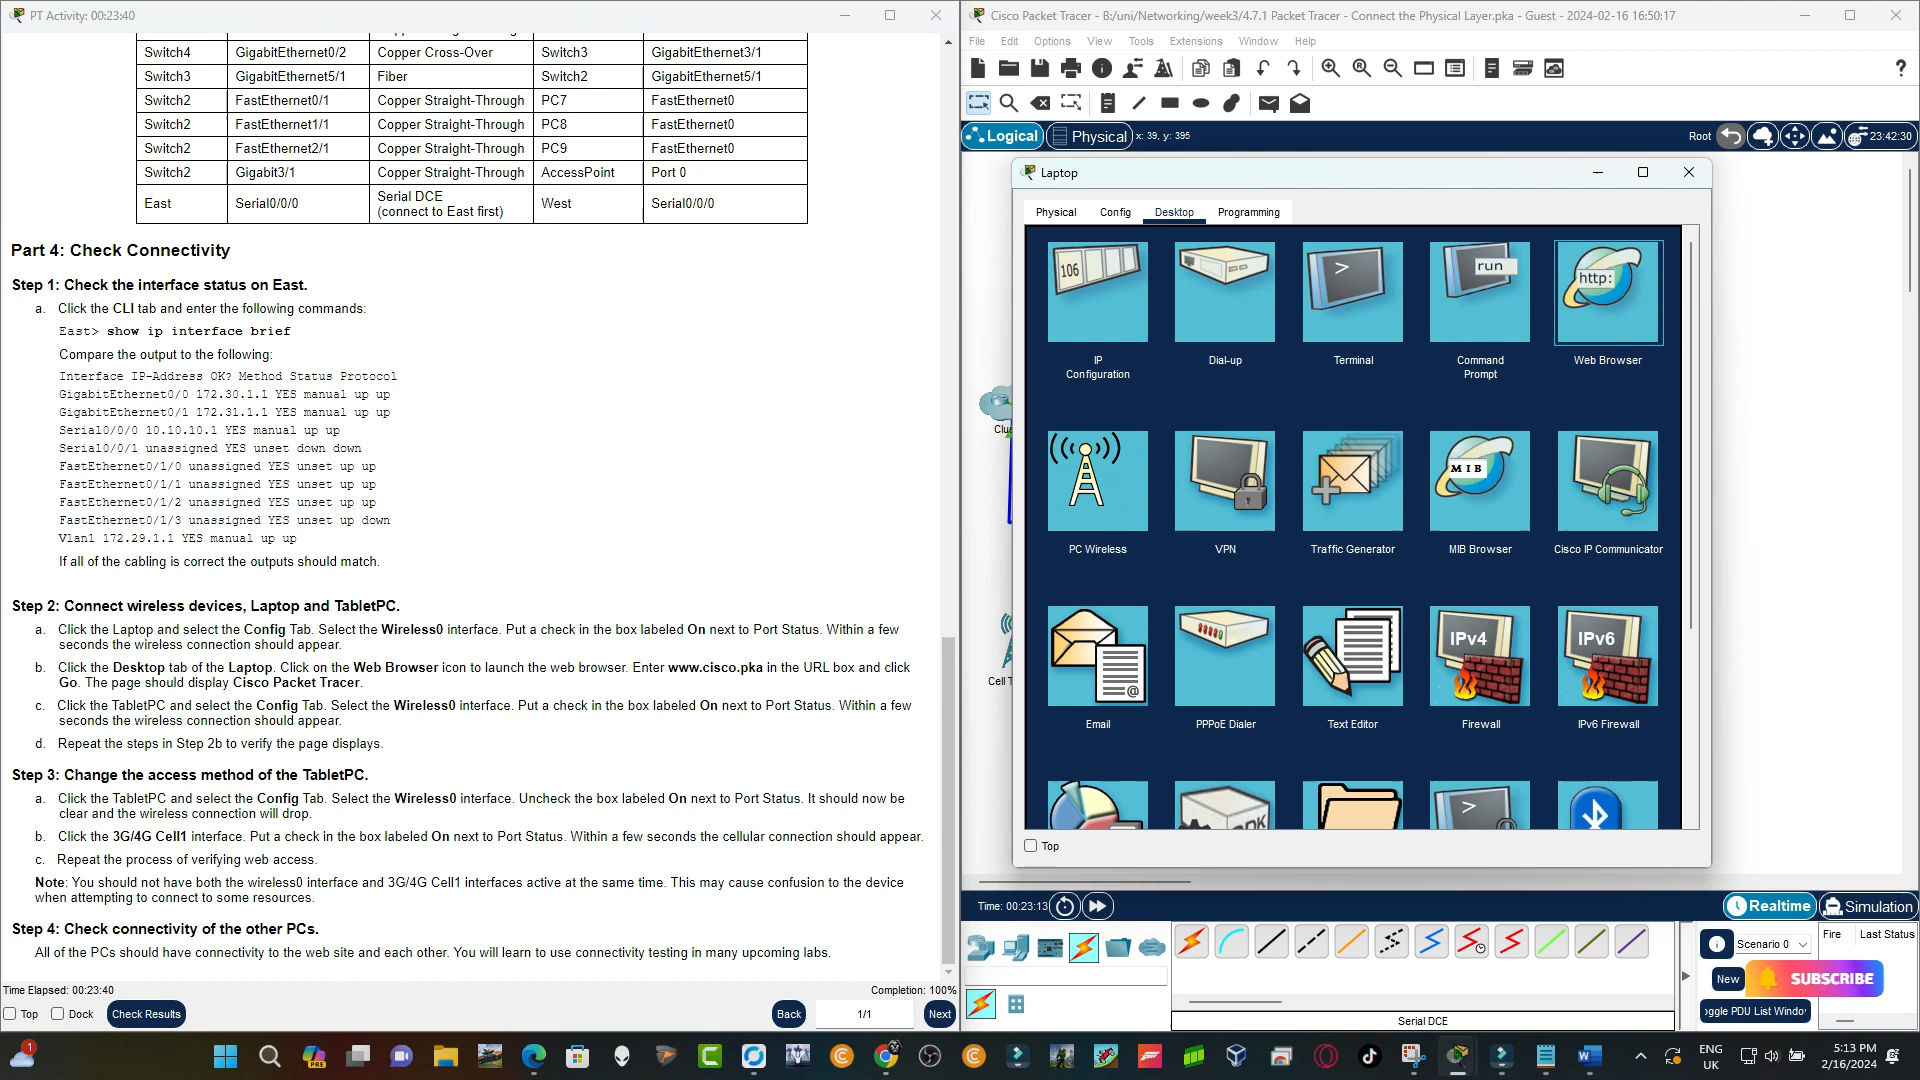 PT Activity: 00:23:40
Switch4 GigabitEthernet0/2 Copper Cross-Over Switch3 GigabitEthernet3/1
Switch3 GigabitEthernet5/1 Fiber Switch2 GigabitEthernet5/1
Switch2 FastEthernet0/1 Copper Straight-Through PC7 FastEthernet0
Switch2 FastEthernet1/1 Copper Straight-Through PC8 FastEthernet0
Switch2 FastEthernet2/1 Copper Straight-Through PC9 FastEthernet0
Switch2 Gigabit3/1 Copper Straight-Through AccessPoint Port 0
East Serial0/0/0 Serial DCE (connect to East first) West Serial0/0/0
Part 4: Check Connectivity
Step 1: Check the interface status on East.
a. Click the CLI tab and enter the following commands:
East> show ip interface brief
Compare the output to the following:
Interface IP-Address OK? Method Status Protocol
GigabitEthernet0/0 172.30.1.1 YES manual up up
GigabitEthernet0/1 172.31.1.1 YES manual up up
Serial0/0/0 10.10.10.1 YES manual up up
Serial0/0/1 unassigned YES unset down down
FastEthernet0/1/0 unassigned YES unset up up
FastEthernet0/1/1 unassigned YES unset up up
FastEthernet0/1/2 unassigned YES unset up up
FastEthernet0/1/3 unassigned YES unset up down
Vlan1 172.29.1.1 YES manual up up
If all of the cabling is correct the outputs should match.
Step 2: Connect wireless devices, Laptop and TabletPC.
a. Click the Laptop and select the Config Tab. Select the Wireless0 interface. Put a check in the box labeled On next to Port Status. Within a few
seconds the wireless connection should appear.
b. Click the Desktop tab of the Laptop. Click on the Web Browser icon to launch the web browser. Enter www.cisco.pka in the URL box and click
Go. The page should display Cisco Packet Tracer.
c. Click the TabletPC and select the Config Tab. Select the Wireless0 interface. Put a check in the box labeled On next to Port Status. Within a few
seconds the wireless connection should appear.
d. Repeat the steps in Step 2b to verify the page displays.
Step 3: Change the access method of the TabletPC.
a. Click the TabletPC and select the Config Tab. Select the Wireless0 interface. Uncheck the box labeled On next to Port Status. It should now be
clear and the wireless connection will drop.
b. Click the 3G/4G Cell1 interface. Put a check in the box labeled On next to Port Status. Within a few seconds the cellular connection should appear.
c. Repeat the process of verifying web access.
Note: You should not have both the wireless0 interface and 3G/4G Cell1 interfaces active at the same time. This may cause confusion to the device
when attempting to connect to some resources.
Step 4: Check connectivity of the other PCs.
All of the PCs should have connectivity to the web site and each other. You will learn to use connectivity testing in many upcoming labs.
Time Elapsed: 00:23:40 Completion: 100%
Top Dock Check Results Back 1/1 Next
Cisco Packet Tracer - B:/uni/Networking/week3/4.7.1 Packet Tracer - Connect the Physical Layer.pka - Guest - 2024-02-16 16:50:17
File Edit Options View Tools Extensions Window Help
?
Logical Physical x: 39, y: 395 Root 23:42:30
Laptop
Physical Config Desktop Programming
106 > run http:
IP Configuration
Dial-up
Terminal
Command Prompt
Web Browser
MIB
PC Wireless
VPN
Traffic Generator
MIB Browser
Cisco IP Communicator
@ IPv4 IPv6
Email
PPPoE Dialer
Text Editor
Firewall
IPv6 Firewall
>
Top
Clu
Cell T
Time: 00:23:13 Realtime Simulation
Scenario 0 Fire Last Status
New SUBSCRIBE
oggle PDU List Windo
Serial DCE
1 PRE
ENG
UK
5:13 PM
2/16/2024